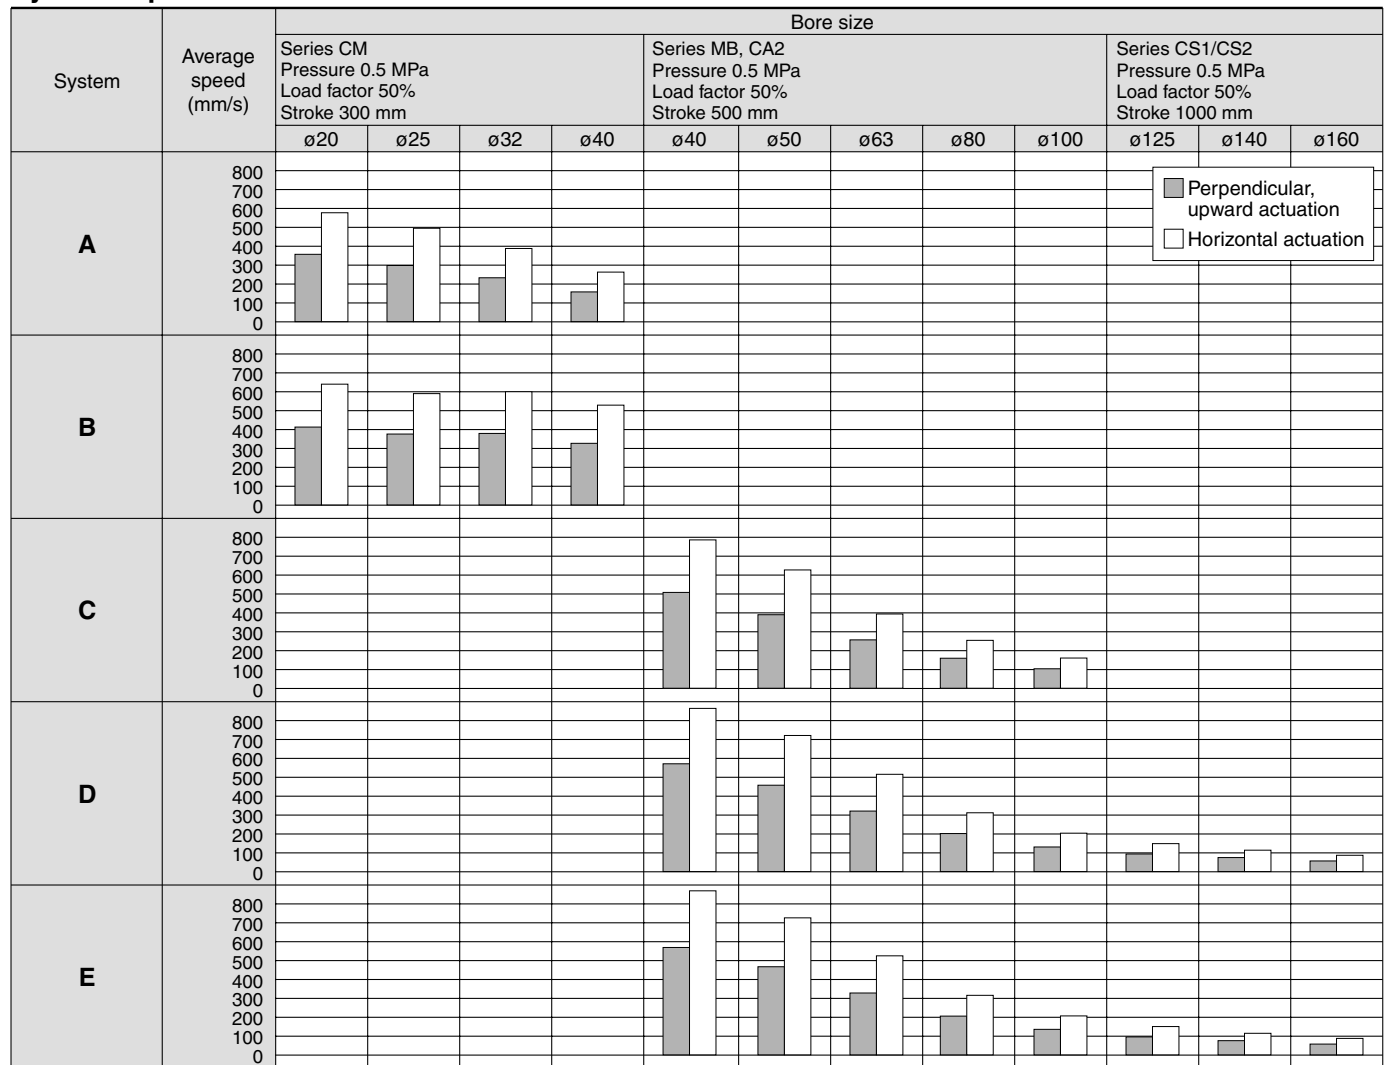 Bore size
System
Average
speed
(mm/s)
Series CM
Pressure 0.5 MPa
Load factor 50%
Stroke 300 mm
Series MB, CA2
Pressure 0.5 MPa
Load factor 50%
Stroke 500 mm
Series CS1/CS2
Pressure 0.5 MPa
Load factor 50%
Stroke 1000 mm
ø20 ø25 ø32 ø40 ø40 ø50 ø63 ø80 ø100 ø125 ø140 ø160
Perpendicular,
upward actuation
Horizontal actuation
A
800
700
600
500
400
300
200
100
0
B
800
700
600
500
400
300
200
100
0
C
800
700
600
500
400
300
200
100
0
D
800
700
600
500
400
300
200
100
0
E
800
700
600
500
400
300
200
100
0